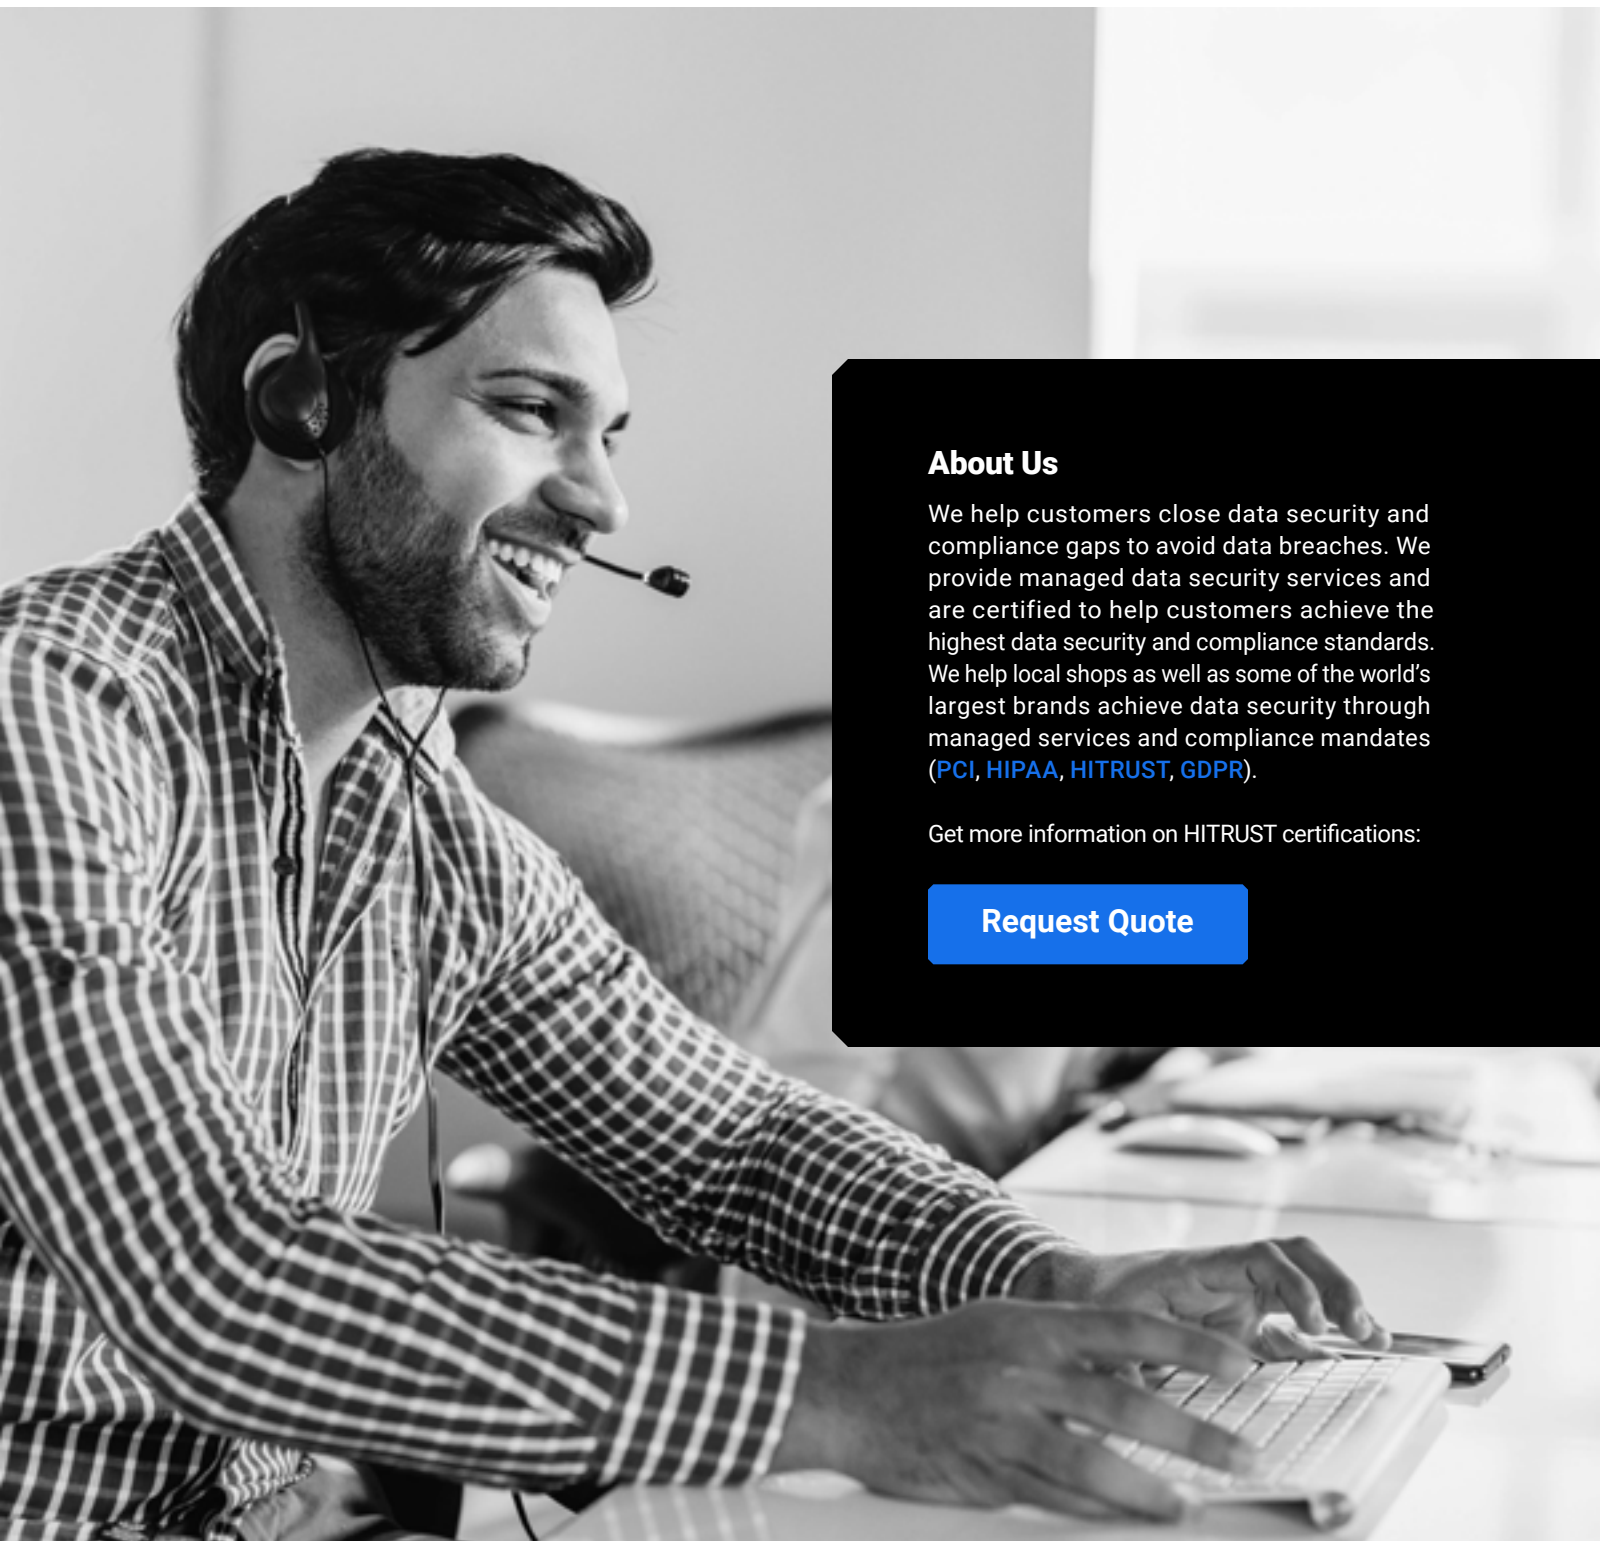 About Us
We help customers close data security and
compliance gaps to avoid data breaches. We
provide managed data security services and
are certified to help customers achieve the
highest data security and compliance standards.
We help local shops as well as some of the world’s
largest brands achieve data security through
managed services and compliance mandates
(PCI, HIPAA, HITRUST, GDPR).
Get more information on HITRUST certifications:
Request Quote